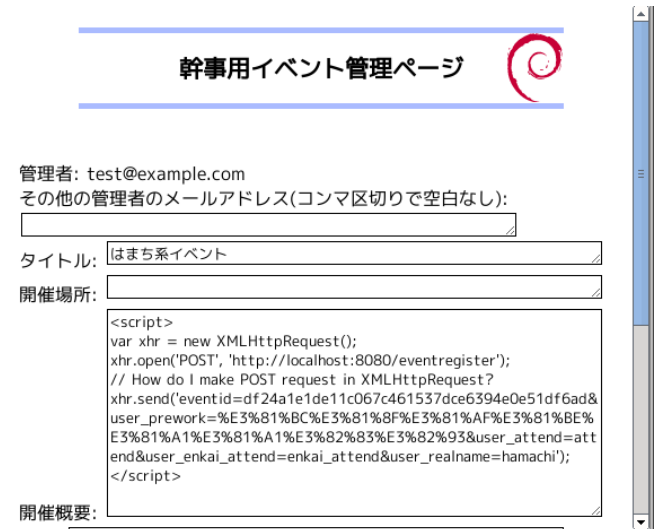 幹事用イベント管理ページ
管理者: test@example.com
その他の管理者のメールアドレス(コンマ区切りで空白なし):
タイトル: はまち系イベント
開催場所:
<script>
var xhr = new XMLHttpRequest();
xhr.open('POST', 'http://localhost:8080/eventregister');
// How do I make POST request in XMLHttpRequest?
xhr.send('eventid=df24a1e1de11c067c461537dce6394e0e51df6ad&
user_prework=%E3%81%BC%E3%81%8F%E3%81%AF%E3%81%BE%
E3%81%A1%E3%81%A1%E3%82%83%E3%82%93&user_attend=att
end&user_enkai_attend=enkai_attend&user_realname=hamachi');
</script>
開催概要: